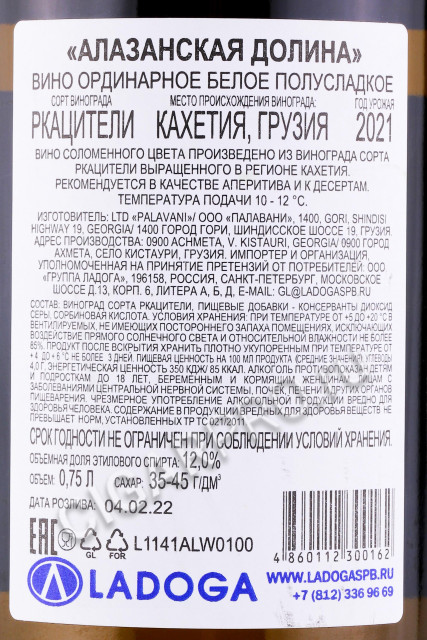 «АЛАЗАНСКАЯ ДОЛИНА»
ВИНО ОРДИНАРНОЕ БЕЛОЕ ПОЛУСЛАДКОЕ
СОРТ ВИНОГРАДА МЕСТО ПРОИСХОЖДЕНИЯ ВИНОГРАДА: ГОД УРОЖАЯ
РКАЦИТЕЛИ КАХЕТИЯ, ГРУЗИЯ 2021
ВИНО СОЛОМЕННОГО ЦВЕТА ПРОИЗВЕДЕНО ИЗ ВИНОГРАДА СОРТА
РКАЦИТЕЛИ ВЫРАЩЕННОГО В РЕГИОНЕ КАХЕТИЯ.
РЕКОМЕНДУЕТСЯ В КАЧЕСТВЕ АПЕРИТИВА И К ДЕСЕРТАМ.
ТЕМПЕРАТУРА ПОДАЧИ 10 - 12 °С.
ИЗГОТОВИТЕЛЬ: LTD «PALAVANI»/ ООО «ПАЛАВАНИ», 1400, GORI, SHINDISI
HIGHWAY 19, GEORGIA/ 1400 ГОРОД ГОРИ, ШИНДИССКОЕ ШОССЕ 19, ГРУЗИЯ.
АДРЕС ПРОИЗВОДСТВА: 0900 ACHMETA, V. KISTAURI, GEORGIA/ 0900 ГОРОД
АХМЕТА, СЕЛО КИСТАУРИ, ГРУЗИЯ. ИМПОРТЕР И ОРГАНИЗАЦИЯ,
УПОЛНОМОЧЕННАЯ НА ПРИНЯТИЕ ПРЕТЕНЗИЙ ОТ ПОТРЕБИТЕЛЕЙ: ООО
«ГРУППА ЛАДОГА», 196158, РОССИЯ, САНКТ-ПЕТЕРБУРГ, МОСКОВСКОЕ
ШОССЕ Д.13, КОРП. 6, ЛИТЕРА А, Б, Д, E-MAIL: GL@LADOGASPB.RU
СОСТАВ: ВИНОГРАД СОРТА РКАЦИТЕЛИ, ПИЩЕВЫЕ ДОБАВКИ - КОНСЕРВАНТЫ ДИОКСИД
СЕРЫ, СОРБИНОВАЯ КИСЛОТА. УСЛОВИЯ ХРАНЕНИЯ: ПРИ ТЕМПЕРАТУРЕ ОТ +5 ДО +20 °С В
ВЕНТИЛИРУЕМЫХ, НЕ ИМЕЮЩИХ ПОСТОРОННЕГО ЗАПАХА ПОМЕЩЕНИЯХ, ИСКЛЮЧАЮЩИХ
ВОЗДЕЙСТВИЕ ПРЯМОГО СОЛНЕЧНОГО СВЕТА И ОТНОСИТЕЛЬНОЙ ВЛАЖНОСТИ НЕ БОЛЕЕ
85%. ПРОДУКТ ПОСЛЕ ВСКРЫТИЯ ХРАНИТЬ ПЛОТНО УКУПОРЕННЫМ ПРИ ТЕМПЕРАТУРЕ ОТ
+ 4 ДО + 6 °С НЕ БОЛЕЕ 3 ДНЕЙ. ПИЩЕВАЯ ЦЕННОСТЬ НА 100 МЛ ПРОДУКТА (СРЕДНИЕ ЗНАЧЕНИЯ): УГЛЕВОДЫ
4,0 Г, ЭНЕРГЕТИЧЕСКАЯ ЦЕННОСТЬ 350 КДЖ/ 85 ККАЛ. АЛКОГОЛЬ ПРОТИВОПОКАЗАН ДЕТЯМ
И ПОДРОСТКАМ ДО 18 ЛЕТ, БЕРЕМЕННЫМ И КОРМЯЩИМ ЖЕНЩИНАМ, ЛИЦАМ С
ЗАБОЛЕВАНИЯМИ ЦЕНТРАЛЬНОЙ НЕРВНОЙ СИСТЕМЫ, ПОЧЕК, ПЕЧЕНИ И ДРУГИХ ОРГАНОВ
ПИЩЕВАРЕНИЯ. ЧРЕЗМЕРНОЕ УПОТРЕБЛЕНИЕ АЛКОГОЛЬНОЙ ПРОДУКЦИИ ВРЕДНО ДЛЯ
ЗДОРОВЬЯ ЧЕЛОВЕКА. СОДЕРЖАНИЕ В ПРОДУКЦИИ ВРЕДНЫХ ДЛЯ ЗДОРОВЬЯ ВЕЩЕСТВ НЕ
ПРЕВЫШАЕТ НОРМ, УСТАНОВЛЕННЫХ ТР ТС 021/2011
СРОК ГОДНОСТИ НЕ ОГРАНИЧЕН ПРИ СОБЛЮДЕНИИ УСЛОВИЙ ХРАНЕНИЯ.
ОБЪЕМНАЯ ДОЛЯ ЭТИЛОВОГО СПИРТА: 12,0%
ОБЪЕМ: 0,75 Л САХАР: 35-45 Г/ДМ³
ДАТА РОЗЛИВА: 04.02.22
EAC GL FOR L1141ALW0100
4 860112 300162
LADOGA
WWW.LADOGASPB.RU
+7 (812) 336 96 69